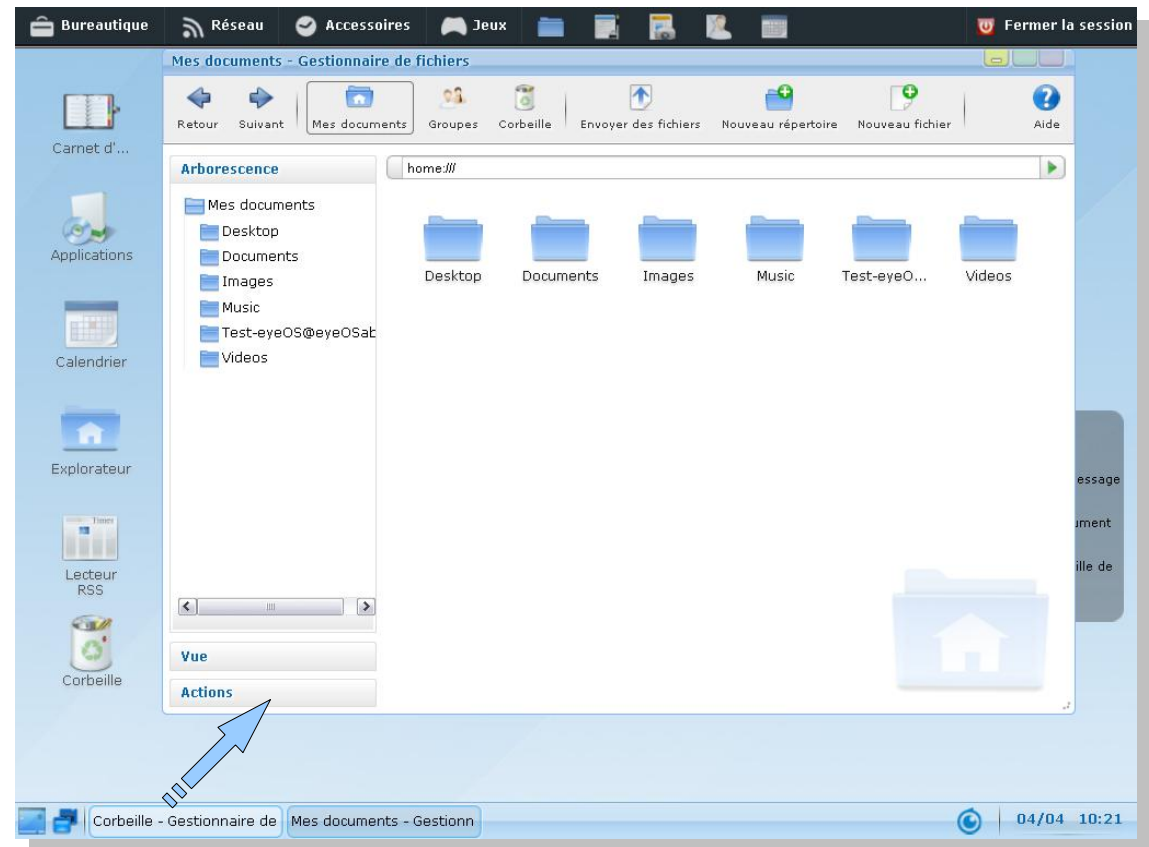 Bureautique Réseau Accessoires Jeux Fermer la session
Mes documents - Gestionnaire de fichiers
Retour Suivant Mes documents Groupes Corbeille Envoyer des fichiers Nouveau répertoire Nouveau fichier Aide
Carnet d'...
Applications
Calendrier
Explorateur
Times
Lecteur
RSS
Corbeille
Arborescence
home:///
Mes documents
Desktop
Documents
Images
Music
Test-eyeOS@eyeOSat
Videos
Desktop Documents Images Music Test-eyeO... Videos
essage
ument
ille de
Vue
Actions
Corbeille - Gestionnaire de Mes documents - Gestionn 04/04 10:21